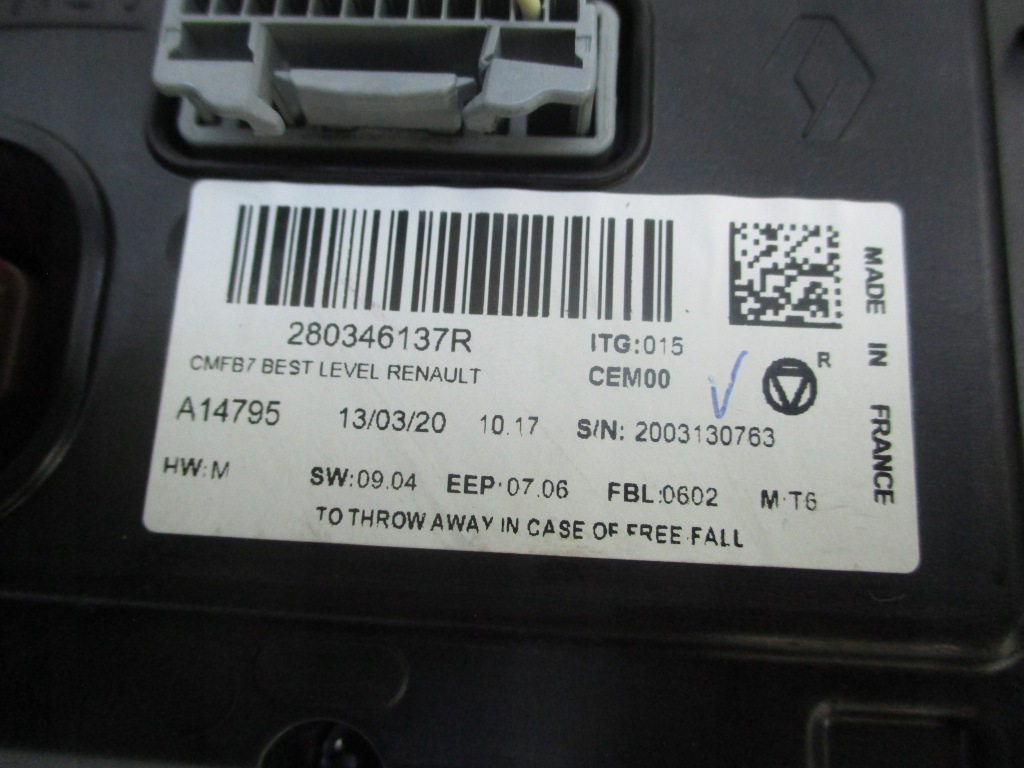 280346137R
ITG:015
CMFB7 BEST LEVEL RENAULT
CEM00
R
A14795 13/03/20 10.17 S/N: 2003130763
HW:M SW:09.04 EEP:07.06 FBL:0602 M:T6
TO THROW AWAY IN CASE OF FREE FALL
MADE IN FRANCE